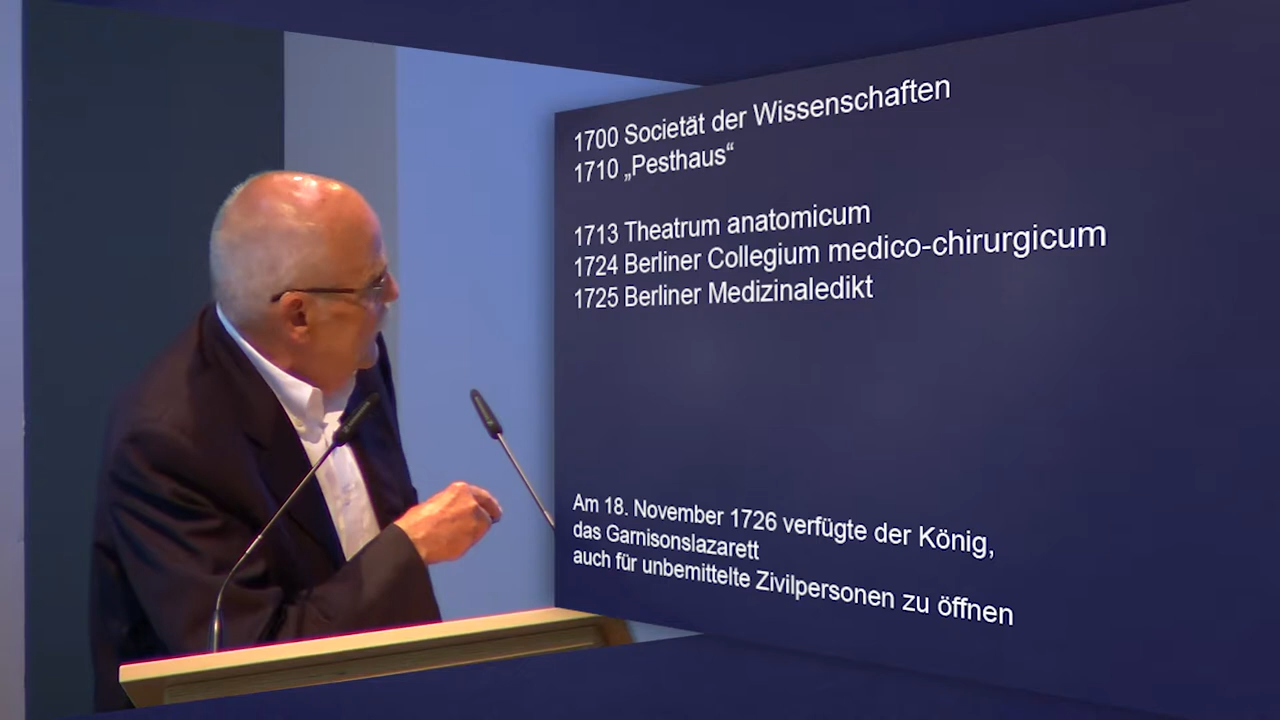 1700 Societät der Wissenschaften
1710 „Pesthaus“
1713 Theatrum anatomicum
1724 Berliner Collegium medico-chirurgicum
1725 Berliner Medizinaledikt
Am 18. November 1726 verfügte der König,
das Garnisonslazarett
auch für unbemittelte Zivilpersonen zu öffnen